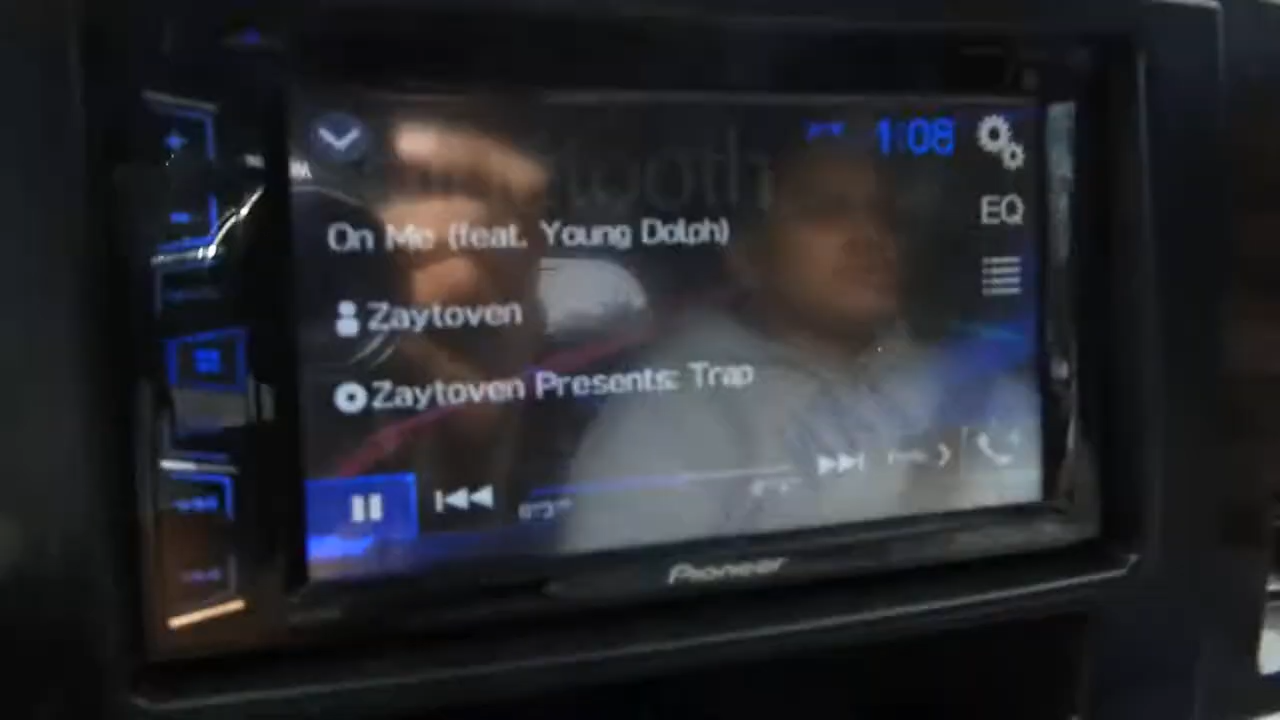 1:08
On Me (feat. Young Dolph)
EQ
Zaytoven
Zaytoven Presents: Trap
Pioneer